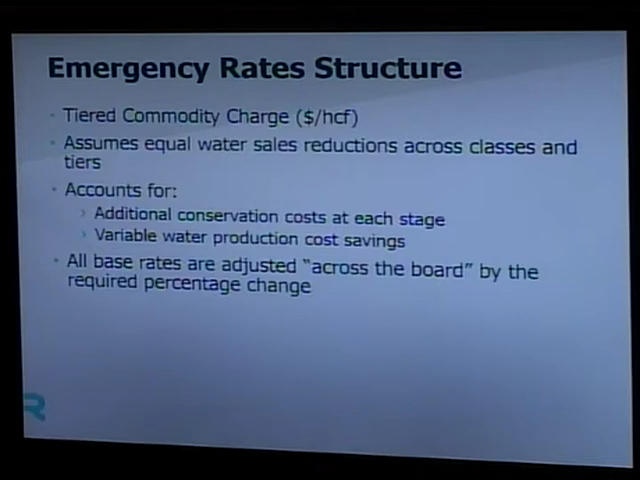 Emergency Rates Structure
Tiered Commodity Charge ($/hcf)
Assumes equal water sales reductions across classes and
tiers
Accounts for:
Additional conservation costs at each stage
Variable water production cost savings
All base rates are adjusted "across the board" by the
required percentage change
R